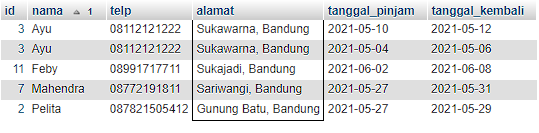 id nama 1 telp alamat tanggal_pinjam tanggal_kembali
3 Ayu 08112121222 Sukawarna, Bandung 2021-05-10 2021-05-12
3 Ayu 08112121222 Sukawarna, Bandung 2021-05-04 2021-05-06
11 Feby 08991717711 Sukajadi, Bandung 2021-06-02 2021-06-08
7 Mahendra 08772191811 Sariwangi, Bandung 2021-05-27 2021-05-31
2 Pelita 087821505412 Gunung Batu, Bandung 2021-05-27 2021-05-29